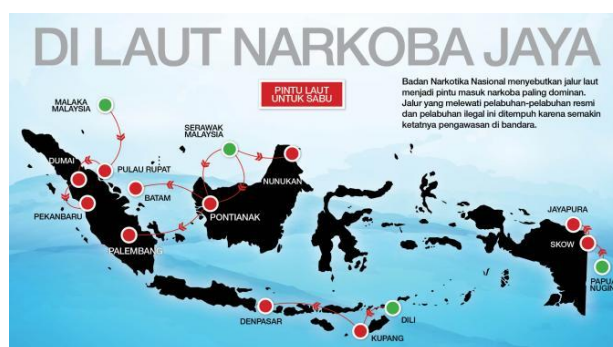 DI LAUT NARKOBA JAYA
PINTU LAUT
UNTUK SABU
Badan Narkotika Nasional menyebutkan jalur laut
menjadi pintu masuk narkoba paling dominan.
Jalur yang melewati pelabuhan-pelabuhan resmi
dan pelabuhan ilegal ini ditempuh karena semakin
ketatnya pengawasan di bandara.
MALAKA
MALAYSIA
SERAWAK
MALAYSIA
DUMAI
PULAU RUPAT
NUNUKAN
BATAM
PEKANBARU
PONTIANAK
PALEMBANG
JAYAPURA
SKOW
PAPUA
NUGIN
DENPASAR
DILI
KUPANG